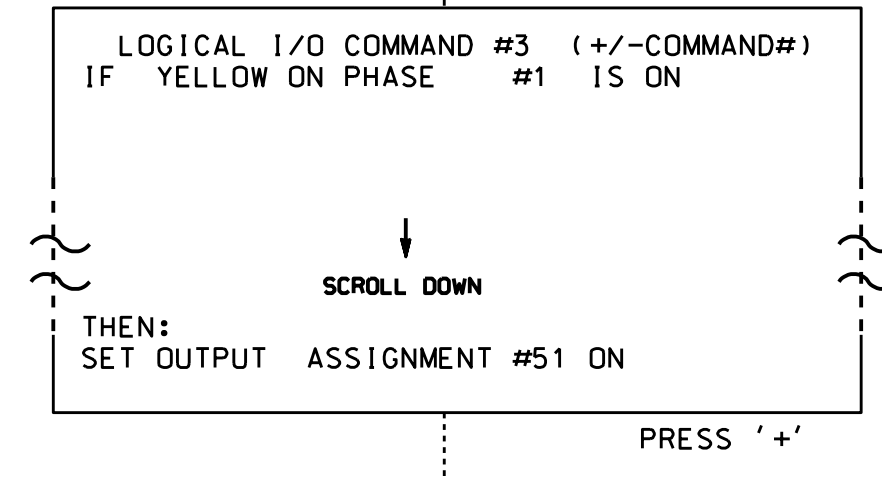 LOGICAL I/O COMMAND #3 (+/-COMMAND#)
IF YELLOW ON PHASE #1 IS ON
SCROLL DOWN
THEN:
SET OUTPUT ASSIGNMENT #51 ON
PRESS '+'